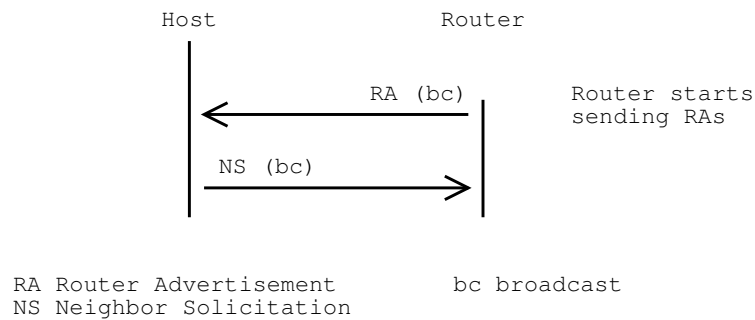 Host Router
RA (bc) Router starts
sending RAs
NS (bc)
RA Router Advertisement bc broadcast
NS Neighbor Solicitation